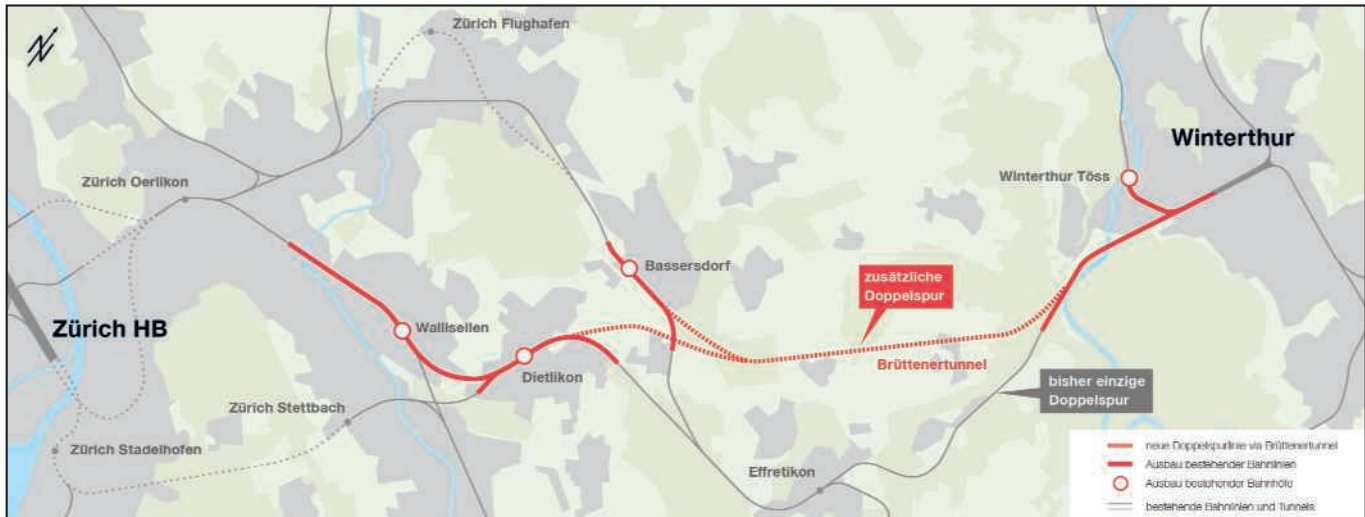 Zürich Flughafen
Winterthur
Winterthur Töss
Zürich Oerlikon
Bassersdorf
zusätzliche
Doppelspur
Zürich HB
Wallisellen
Brüttenertunnel
Dietlikon
bisher einzige
Doppelspur
Zürich Stettbach
Zürich Stadelhofen
Effretikon
neue Doppelspurlinie via Brüttenertunnel
Ausbau bestehender Bahnlinien
Ausbau bestehender Bahnhöfe
bestehende Bahnlinien und Tunnels